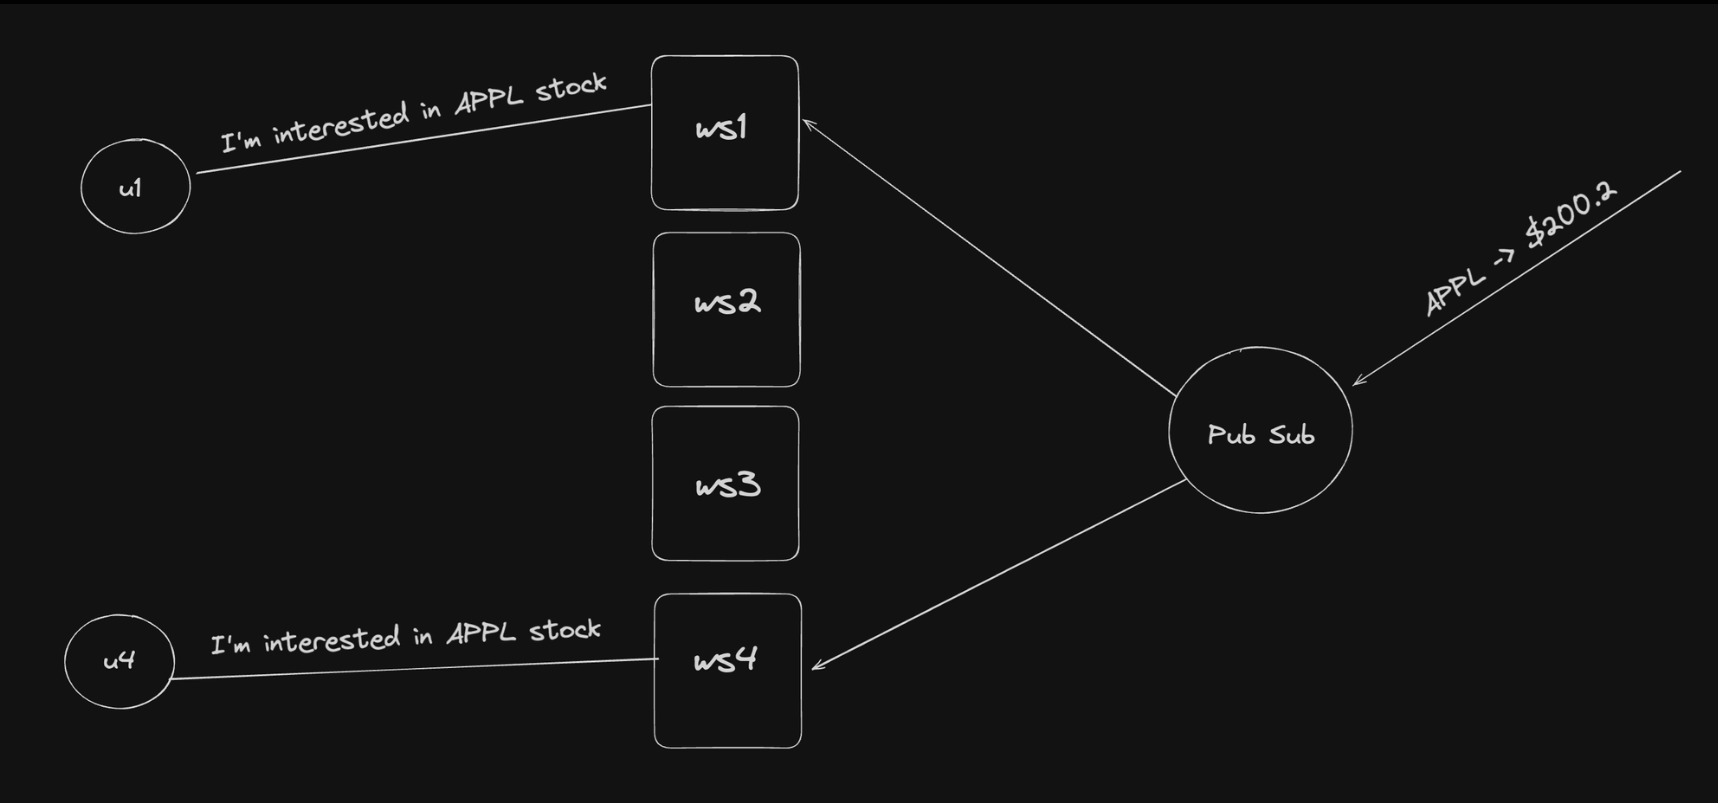 I'm interested in APPL stock
u1
ws1
ws2
APPL -> $200.2
Pub Sub
ws3
I'm interested in APPL stock
u4
ws4